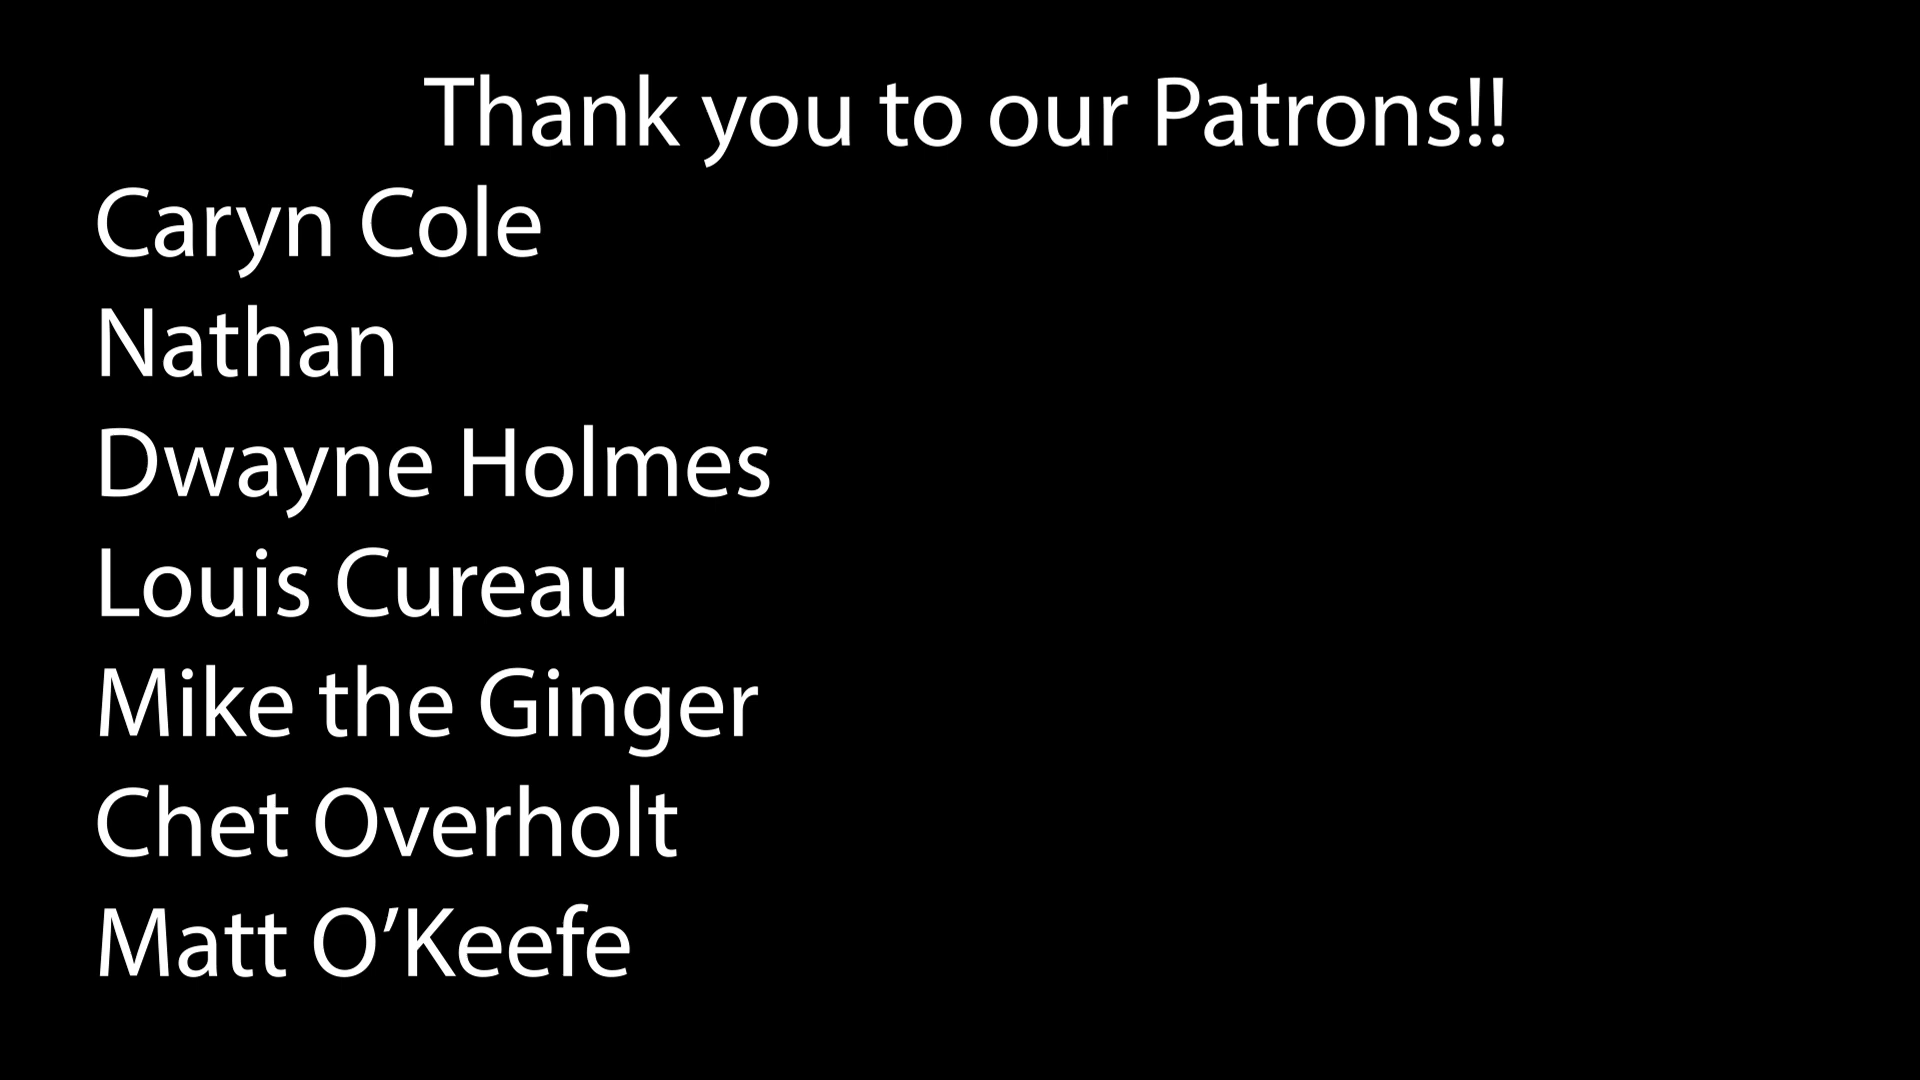 Thank you to our Patrons!!
Caryn Cole
Nathan
Dwayne Holmes
Louis Cureau
Mike the Ginger
Chet Overholt
Matt O’Keefe